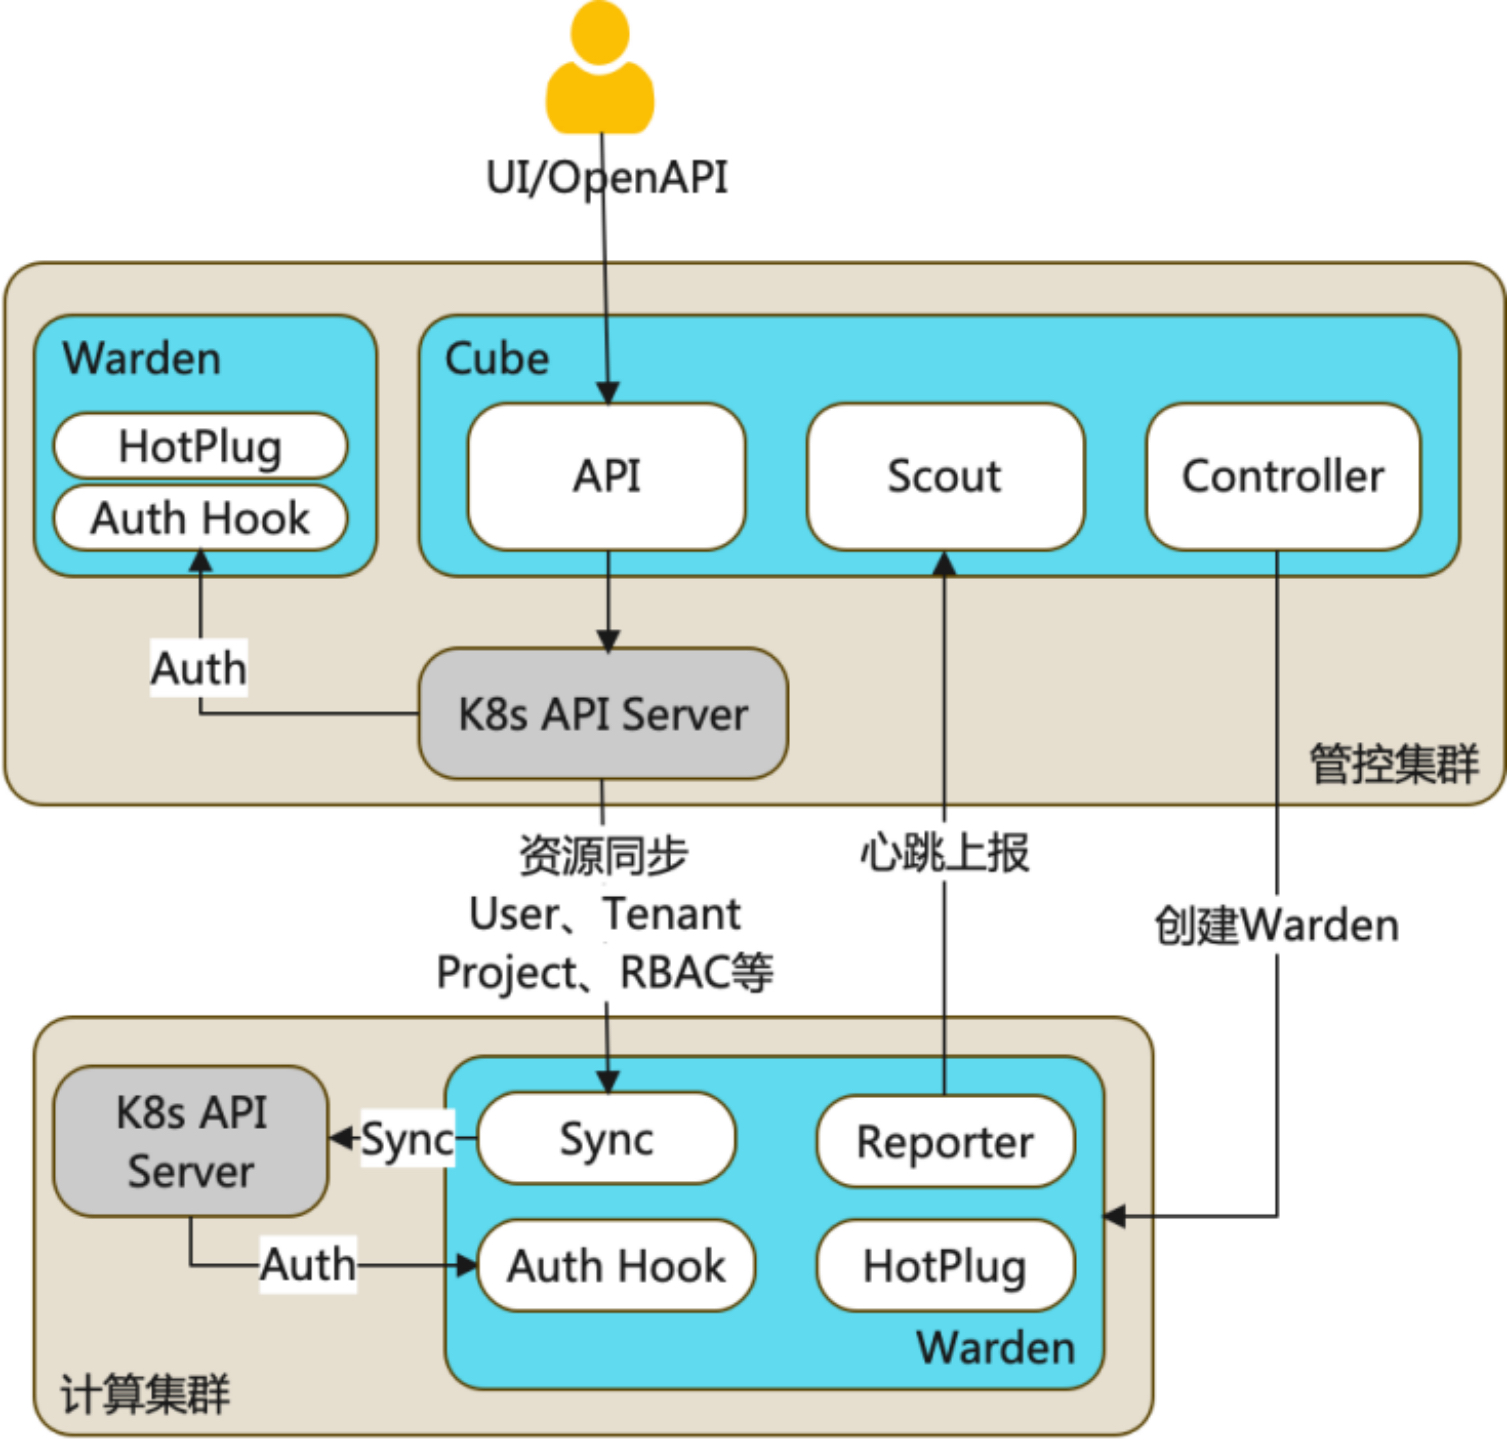 UI/OpenAPI
Warden
HotPlug
Auth Hook
Cube
API
Scout
Controller
Auth
K8s API Server
管控集群
资源同步
User、Tenant
Project、RBAC等
心跳上报
创建Warden
K8s API
Server
Sync
Sync
Reporter
Auth
Auth Hook
HotPlug
Warden
计算集群